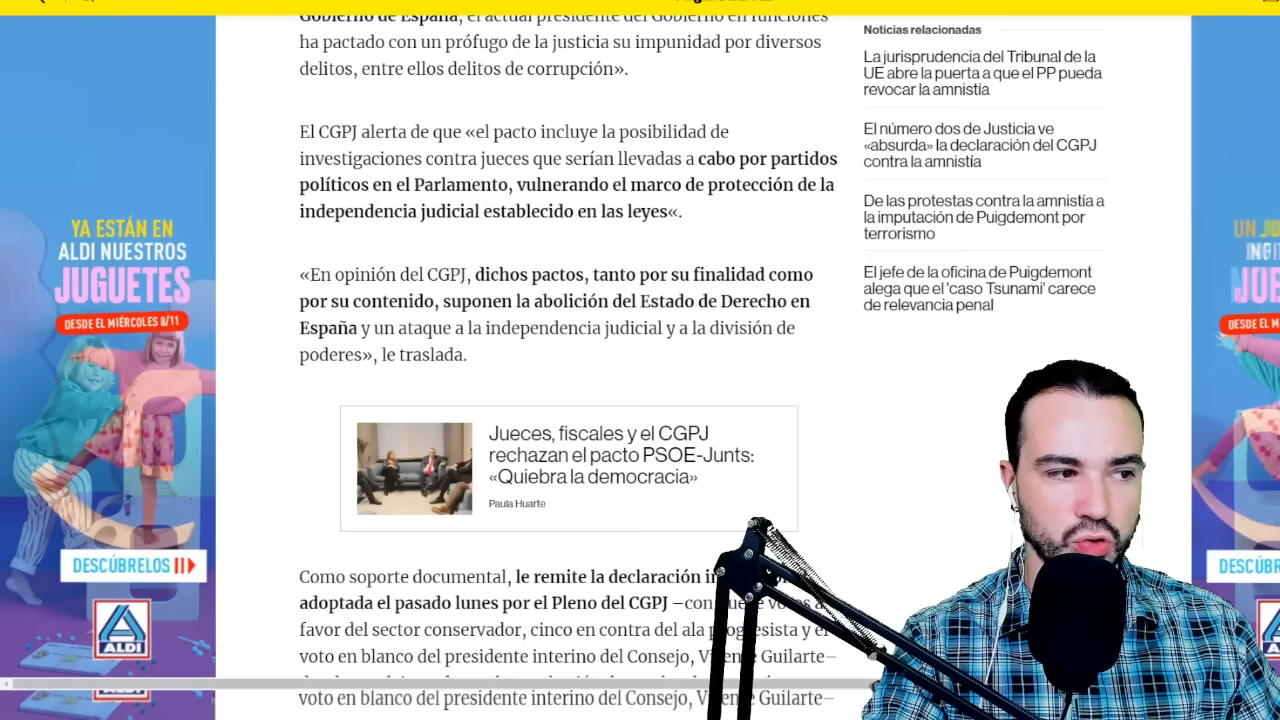 Gobierno de España, el actual presidente del Gobierno en funciones
ha pactado con un prófugo de la justicia su impunidad por diversos
delitos, entre ellos delitos de corrupción».
El CGPJ alerta de que «el pacto incluye la posibilidad de
investigaciones contra jueces que serían llevadas a cabo por partidos
políticos en el Parlamento, vulnerando el marco de protección de la
independencia judicial establecido en las leyes«.
«En opinión del CGPJ, dichos pactos, tanto por su finalidad como
por su contenido, suponen la abolición del Estado de Derecho en
España y un ataque a la independencia judicial y a la división de
poderes», le traslada.
Jueces, fiscales y el CGPJ
rechazan el pacto PSOE-Junts:
«Quiebra la democracia»
Paula Huarte
Como soporte documental, le remite la declaración
adoptada el pasado lunes por el Pleno del CGPJ
favor del sector conservador, cinco en contra del ala progresista y el
voto en blanco del presidente interino del Consejo, Vicente Guilarte–
voto en blanco del presidente interino del Consejo, Vicente Guilarte–
Noticias relacionadas
La jurisprudencia del Tribunal de la
UE abre la puerta a que el PP pueda
revocar la amnistía
El número dos de Justicia ve
«absurda» la declaración del CGPJ
contra la amnistía
De las protestas contra la amnistía a
la imputación de Puigdemont por
terrorismo
El jefe de la oficina de Puigdemont
alega que el 'caso Tsunami' carece
de relevancia penal
YA ESTÁN EN
ALDI NUESTROS
JUGUETES
DESDE EL MIÉRCOLES 8/11
DESCÚBRELOS
ALDI
ALDI
UN JU
DESDE EL M
DESCÚBR